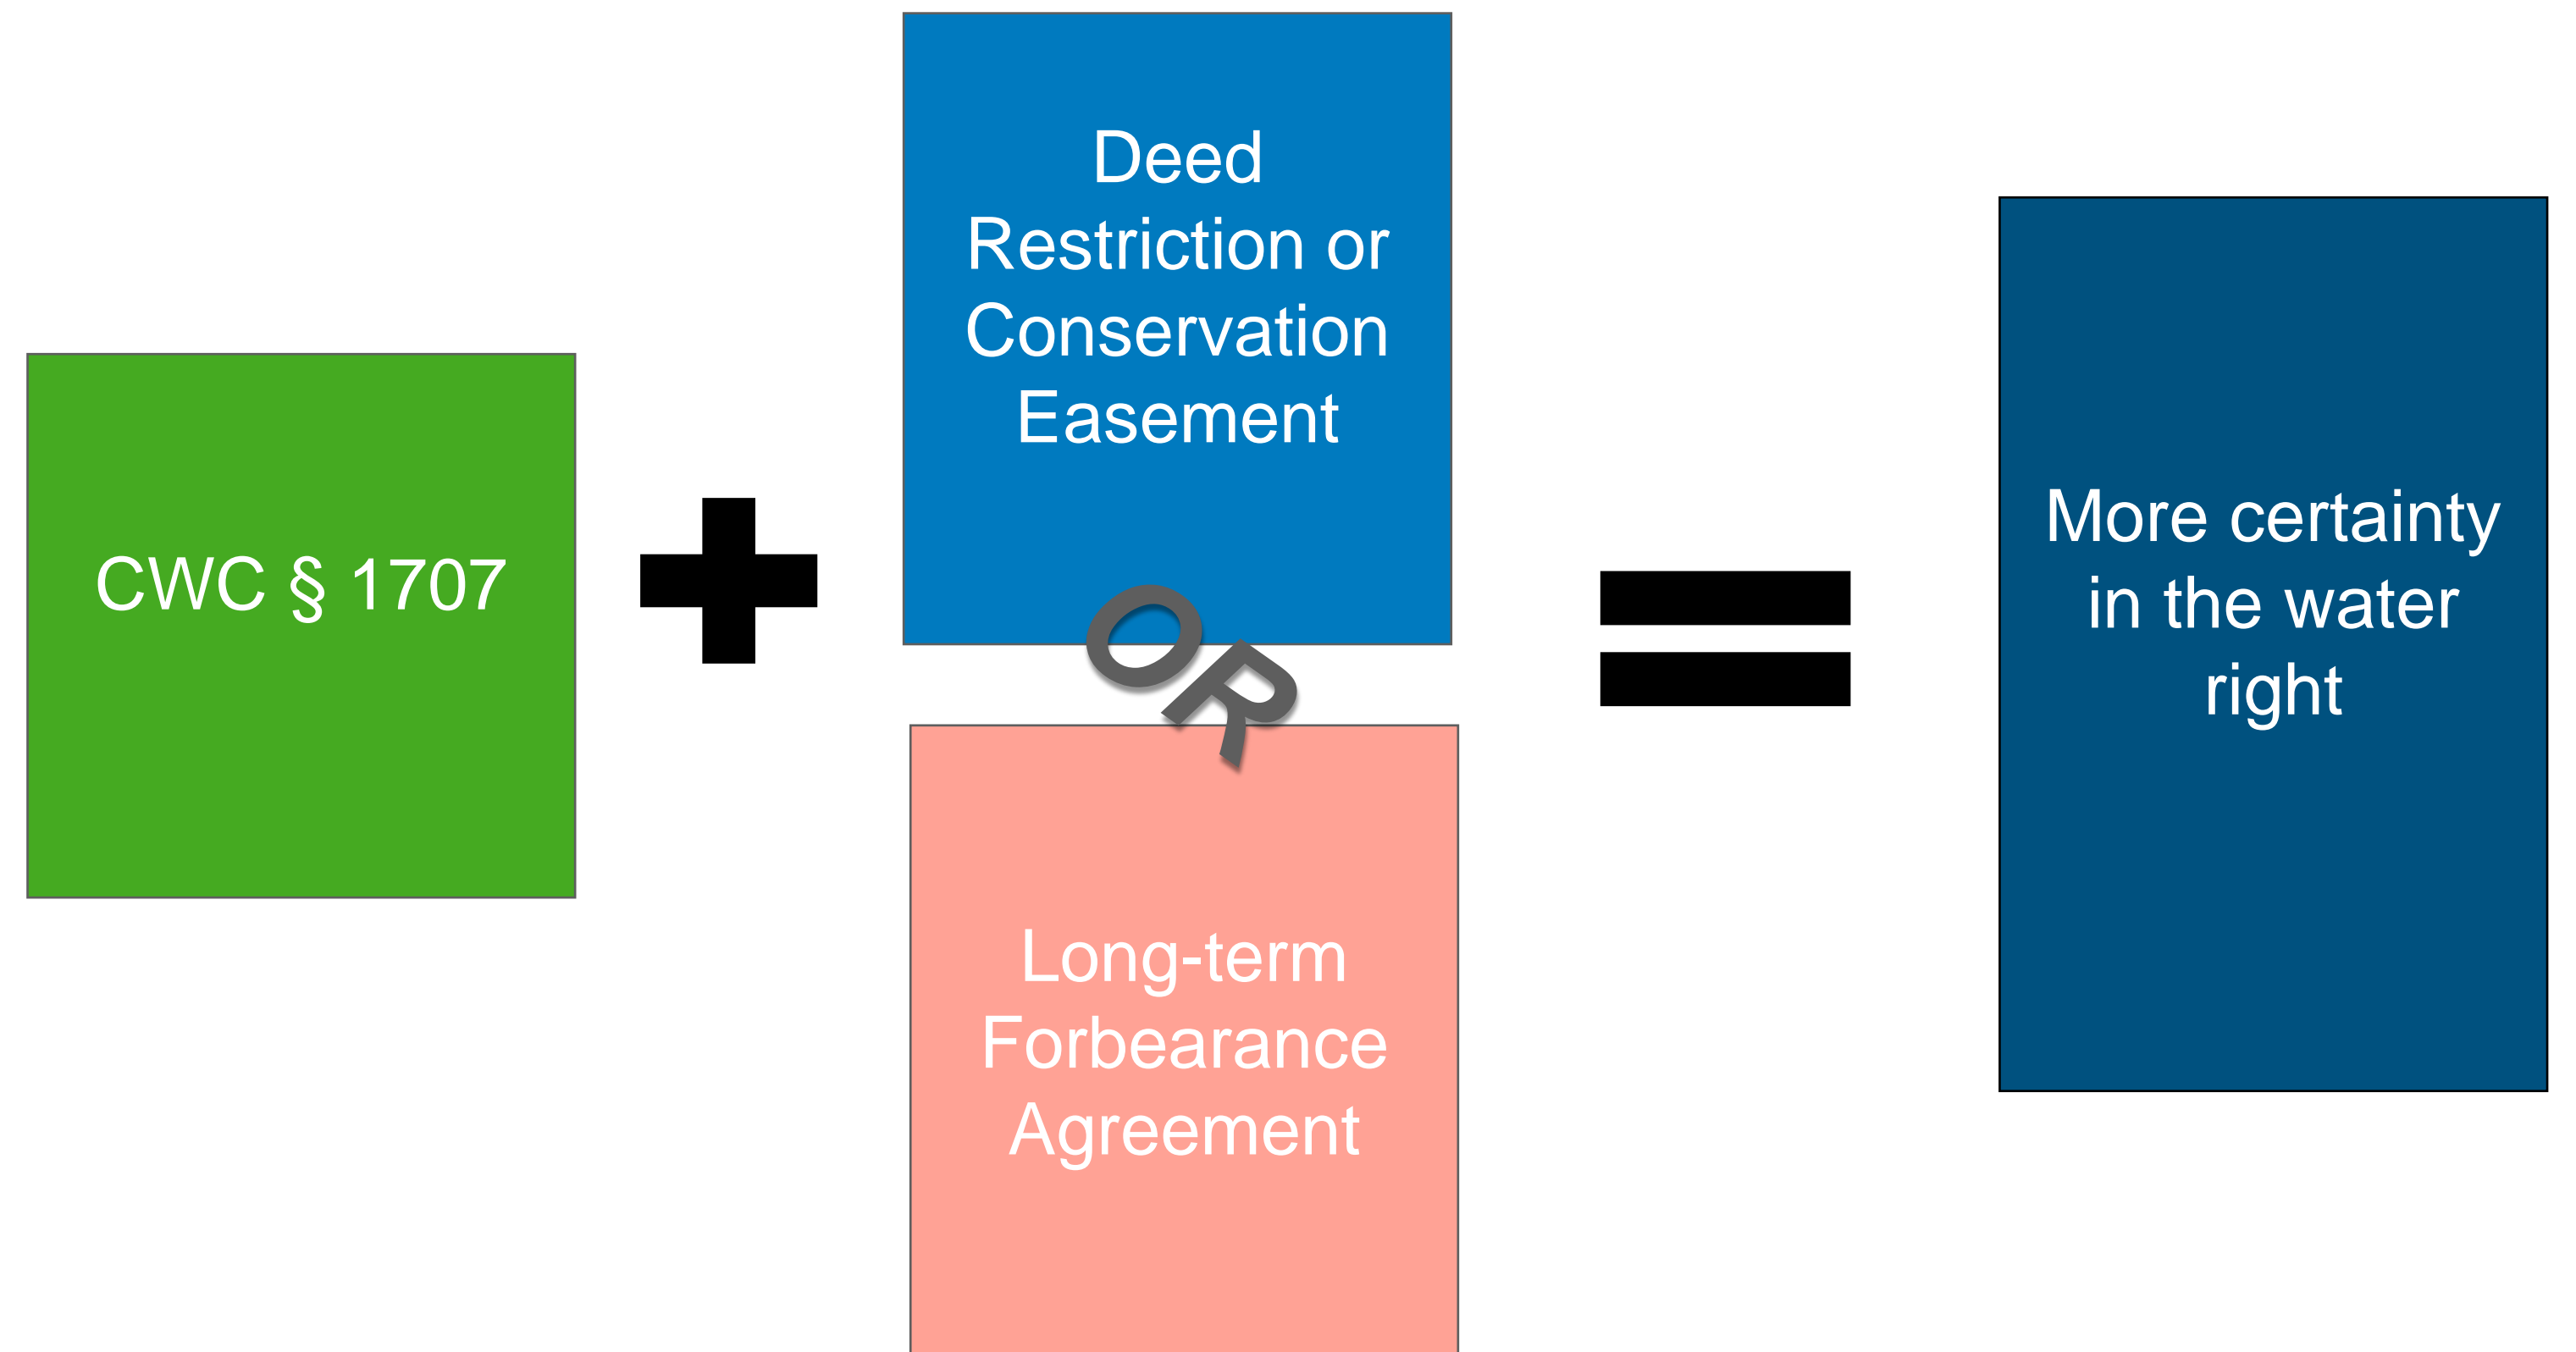 CWC § 1707
Deed
Restriction or
Conservation
Easement
OR
Long-term
Forbearance
Agreement
More certainty
in the water
right